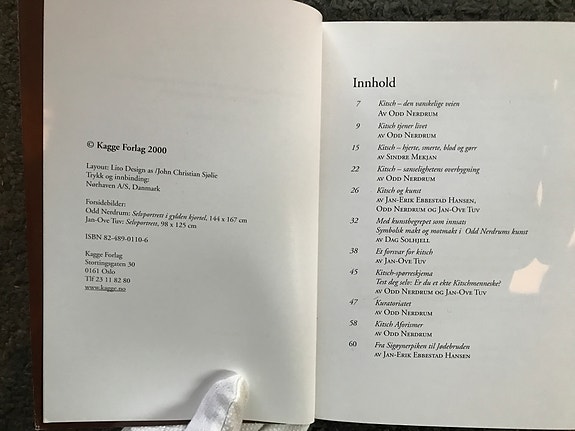 © Kagge Forlag 2000
Layout: Lito Design as /John Christian Sjølie
Trykk og innbinding:
Nørhaven A/S, Danmark
Forsidebilder:
Odd Nerdrum: Selvportrett i gylden kjortel, 144 x 167 cm
Jan-Ove Tuv: Selvportrett, 98 x 125 cm
ISBN 82-489-0110-6
Kagge Forlag
Stortingsgaten 30
0161 Oslo
Tlf 23 11 82 80
www.kagge.no
Innhold
7 Kitsch – den vanskelige veien
Av Odd Nerdrum
9 Kitsch tjener livet
av Odd Nerdrum
15 Kitsch – hjerte, smerte, blod og gørr
av Sindre Mekjan
22 Kitsch – sanselighetens overbygning
av Odd Nerdrum
26 Kitsch og kunst
av Jan-Erik Ebbestad Hansen,
Odd Nerdrum og Jan-Ove Tuv
32 Med kunstbegrepet som innsats
Symbolsk makt og motmakt i Odd Nerdrums kunst
av Dag Solhjell
38 Et forsvar for kitsch
av Jan-Ove Tuv
45 Kitsch-spørreskjema
Test deg selv: Er du et ekte Kitschmenneske?
av Odd Nerdrum og Jan-Ove Tuv
47 Kuratoriatet
av Odd Nerdrum
58 Kitsch Aforismer
av Odd Nerdrum
60 Fra Sigøynerpiken til Jødebruden
av Jan-Erik Ebbestad Hansen